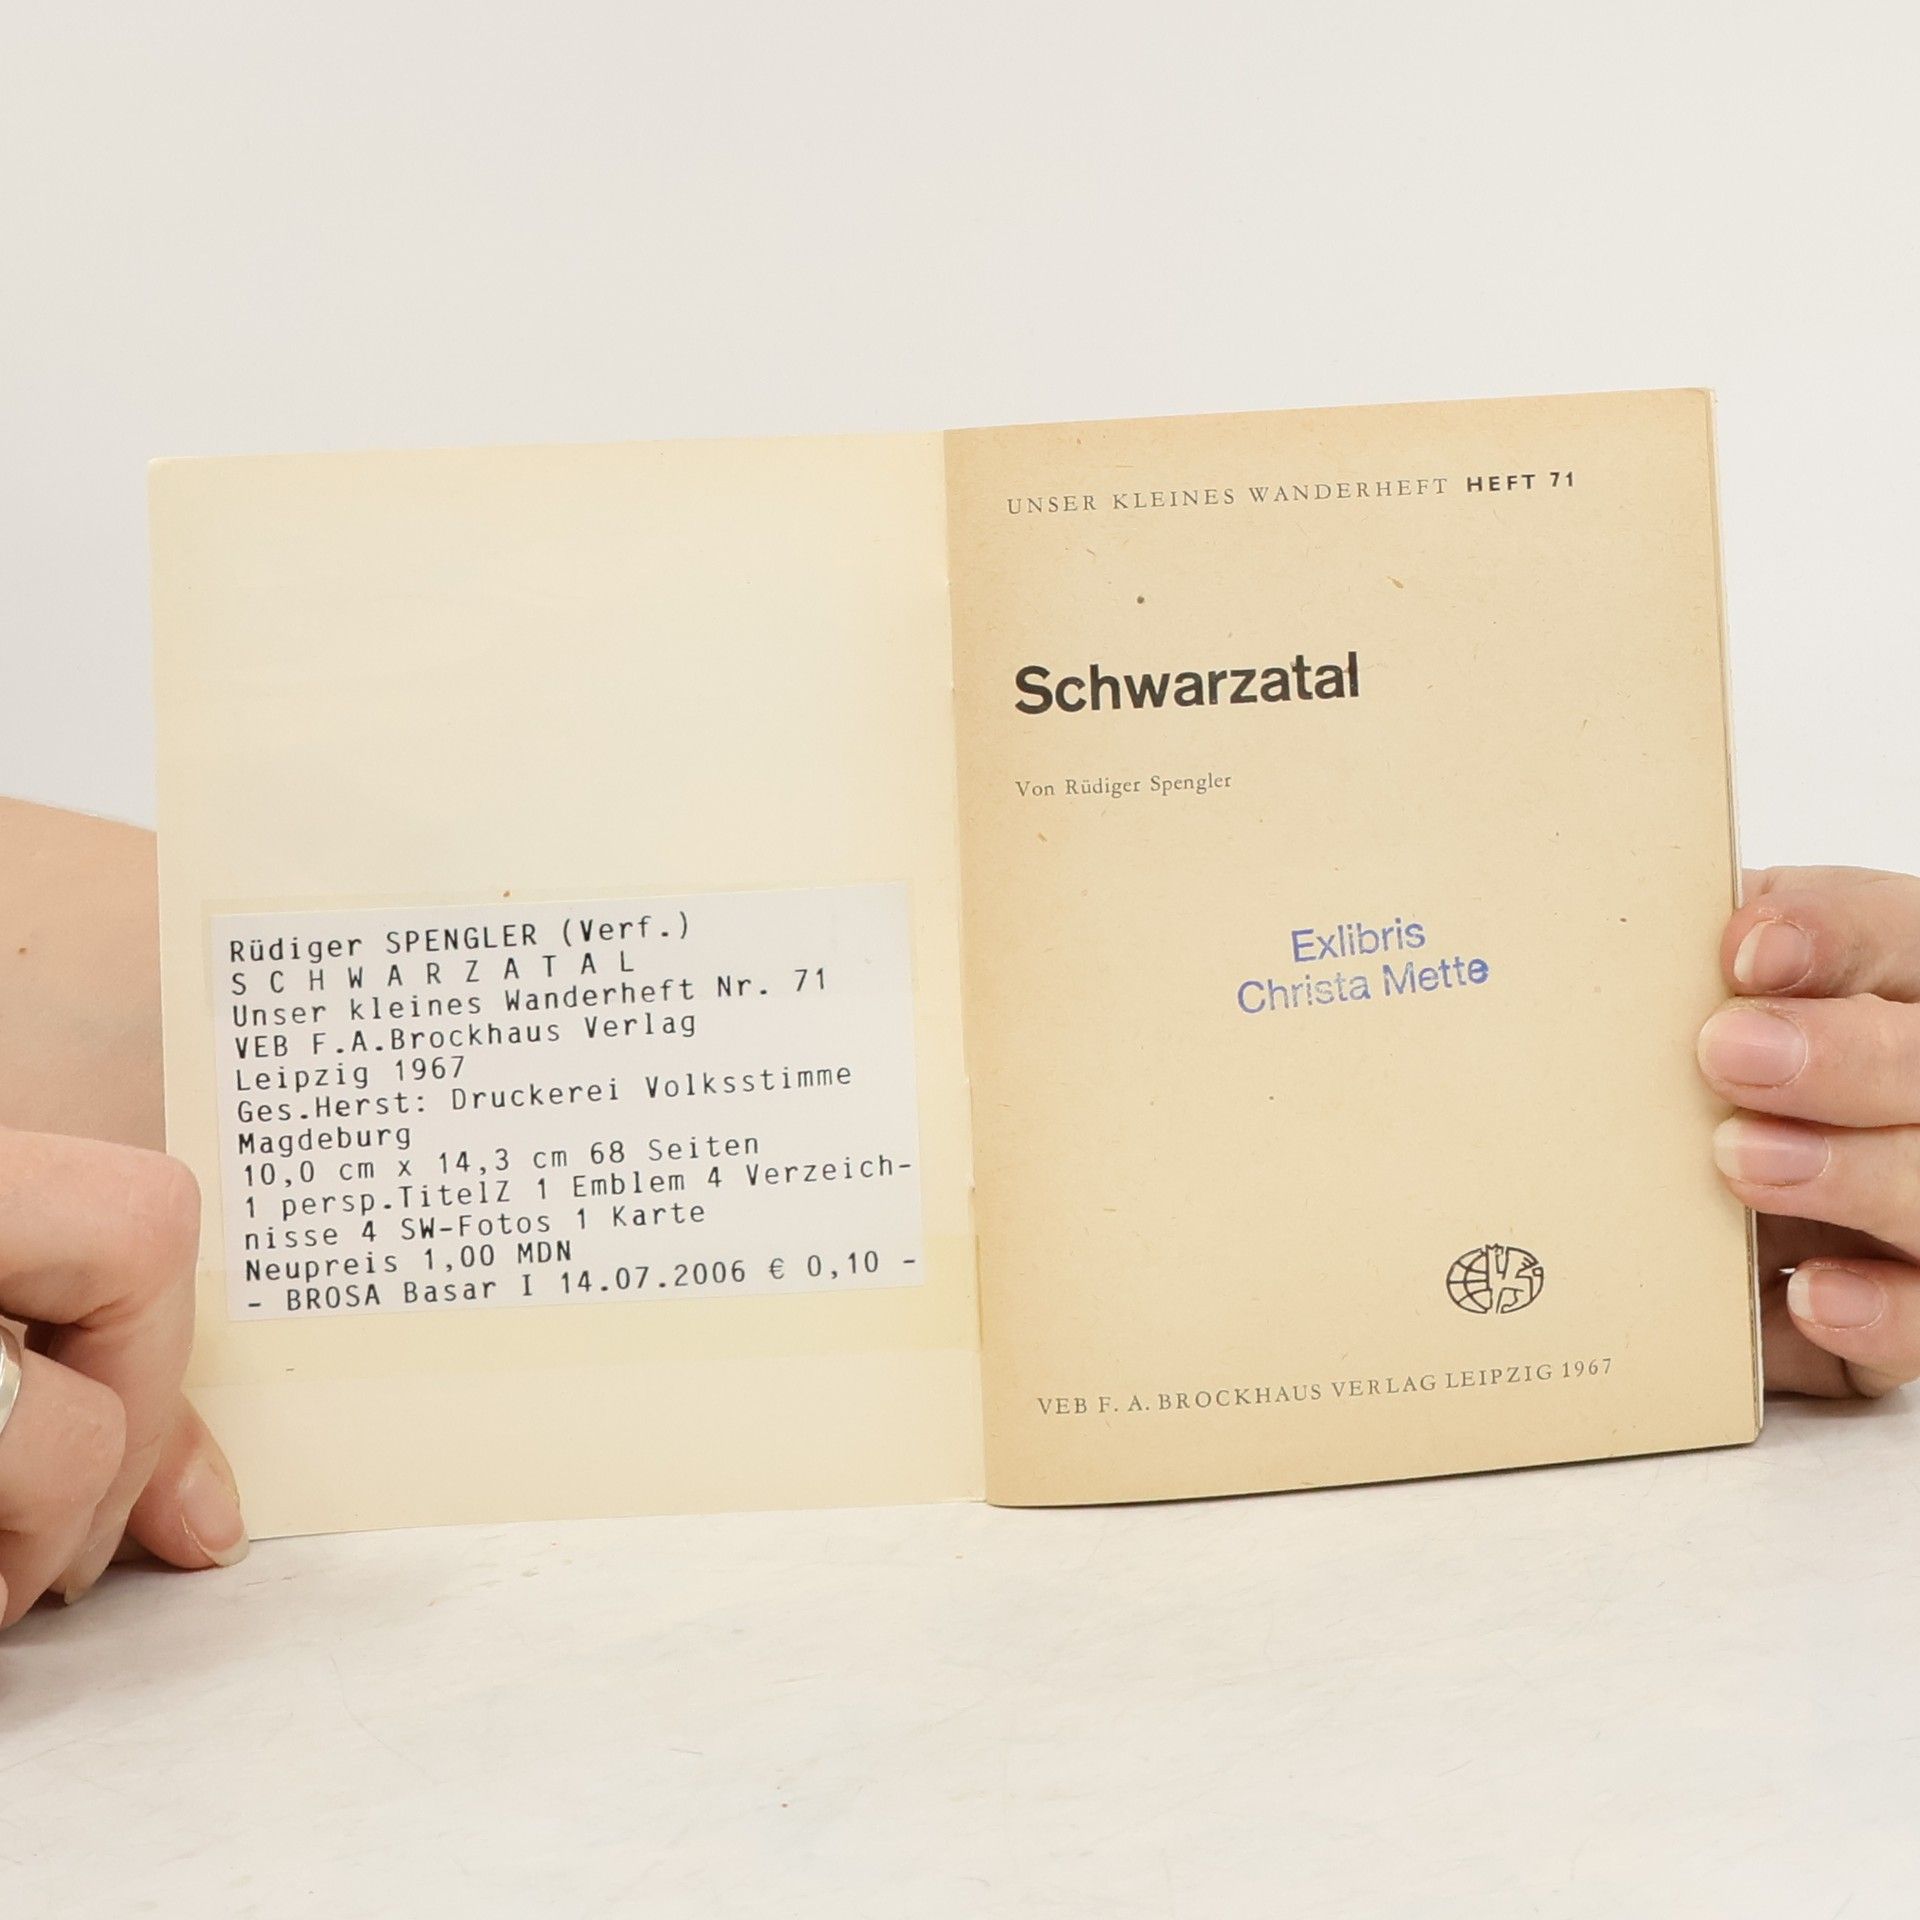 Rüdiger SPENGLER (Verf.)
S C H W A R Z A T A L
Unser kleines Wanderheft Nr. 71
VEB F.A.Brockhaus Verlag
Leipzig 1967
Ges.Herst: Druckerei Volksstimme
Magdeburg
10,0 cm x 14,3 cm 68 Seiten
1 persp.TitelZ 1 Emblem 4 Verzeich-
nisse 4 SW-Fotos 1 Karte
Neupreis 1,00 MDN
- BROSA Basar I 14.07.2006 € 0,10 -
UNSER KLEINES WANDERHEFT HEFT 71
Schwarzatal
Von Rüdiger Spengler
Exlibris
Christa Mette
VEB F. A. BROCKHAUS VERLAG LEIPZIG 1967